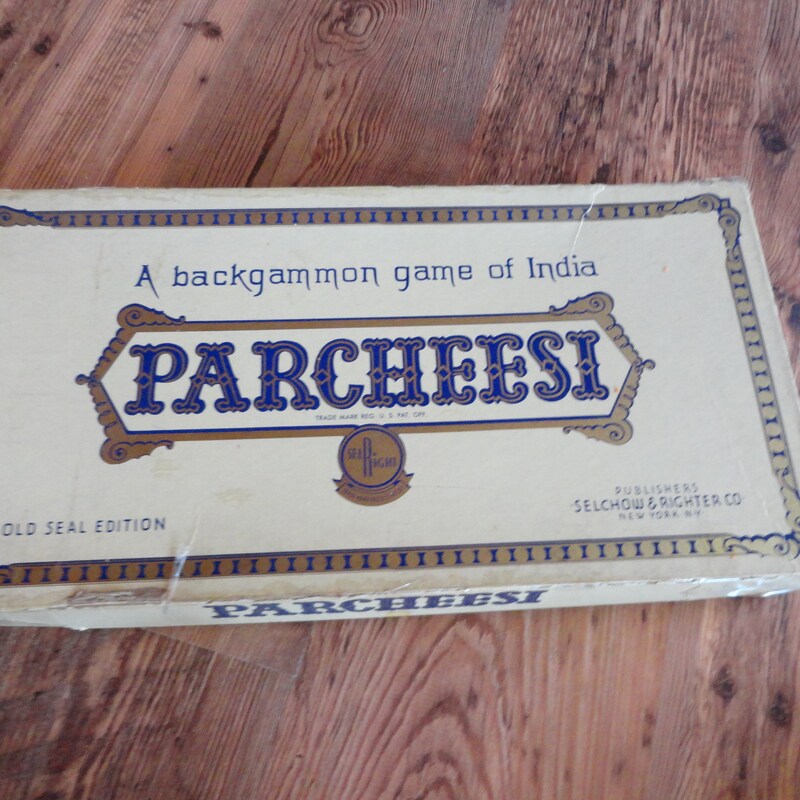 A backgammon game of India
PARCHEESI
TRADE MARK REG. U. S. PAT. OFF.
SELRIGHT
OLD SEAL EDITION
PUBLISHERS
SELCHOW & RIGHTER CO
NEW YORK N.Y.
PARCHEESI